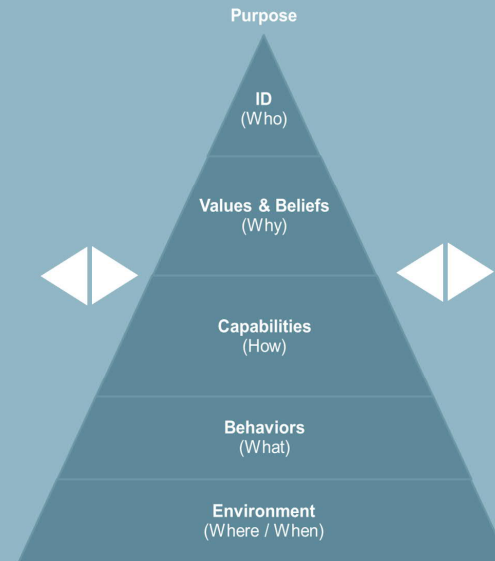 Purpose
ID
(Who)
Values & Beliefs
(Why)
Capabilities
(How)
Behaviors
(What)
Environment
(Where / When)